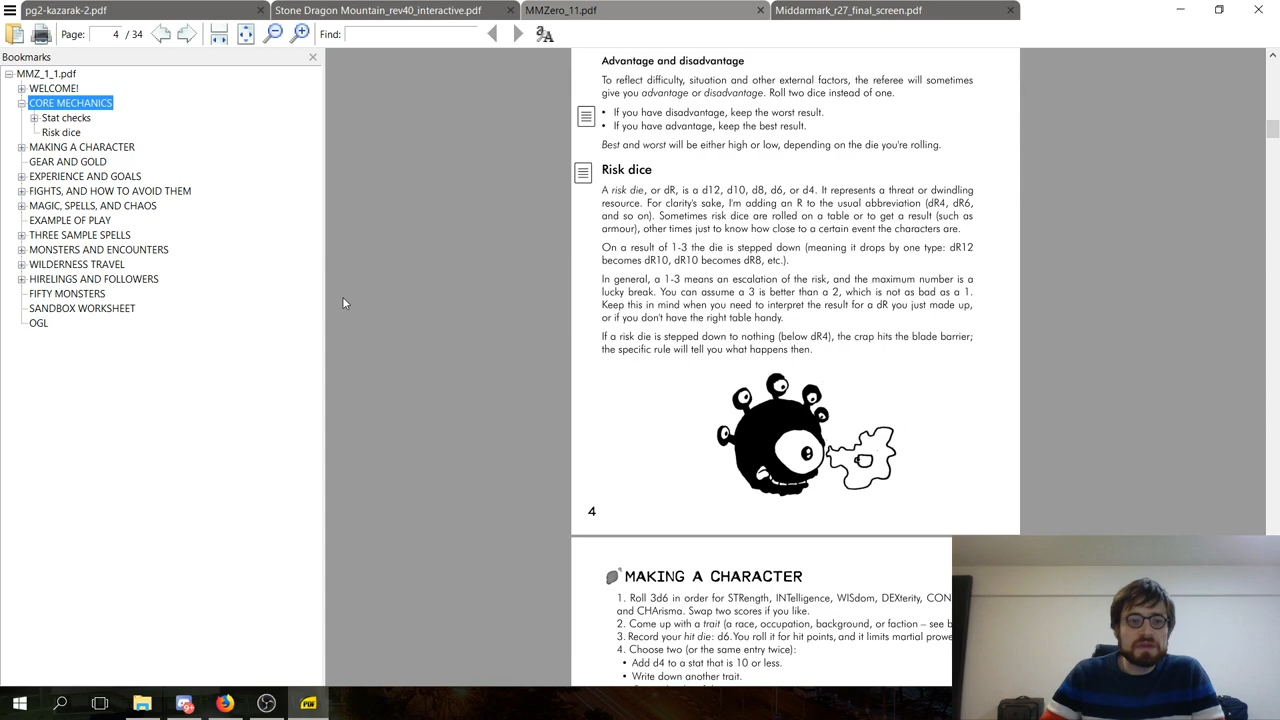 pg2-kazarak-2.pdf
Stone Dragon Mountain_rev40_interactive.pdf
MMZero_11.pdf
Middarmark_r27_final_screen.pdf
Page: 4 / 34
Find:
Bookmarks
MMZ_1_1.pdf
WELCOME!
CORE MECHANICS
Stat checks
Risk dice
MAKING A CHARACTER
GEAR AND GOLD
EXPERIENCE AND GOALS
FIGHTS, AND HOW TO AVOID THEM
MAGIC, SPELLS, AND CHAOS
EXAMPLE OF PLAY
THREE SAMPLE SPELLS
MONSTERS AND ENCOUNTERS
WILDERNESS TRAVEL
HIRELINGS AND FOLLOWERS
FIFTY MONSTERS
SANDBOX WORKSHEET
OGL
Advantage and disadvantage
To reflect difficulty, situation and other external factors, the referee will sometimes
give you advantage or disadvantage. Roll two dice instead of one.
• If you have disadvantage, keep the worst result.
• If you have advantage, keep the best result.
Best and worst will be either high or low, depending on the die you're rolling.
Risk dice
A risk die, or dR, is a d12, d10, d8, d6, or d4. It represents a threat or dwindling
resource. For clarity's sake, I'm adding an R to the usual abbreviation (dR4, dR6,
and so on). Sometimes risk dice are rolled on a table or to get a result (such as
armour), other times just to know how close to a certain event the characters are.
On a result of 1-3 the die is stepped down (meaning it drops by one type: dR12
becomes dR10, dR10 becomes dR8, etc.).
In general, a 1-3 means an escalation of the risk, and the maximum number is a
lucky break. You can assume a 3 is better than a 2, which is not as bad as a 1.
Keep this in mind when you need to interpret the result for a dR you just made up,
or if you don't have the right table handy.
If a risk die is stepped down to nothing (below dR4), the crap hits the blade barrier;
the specific rule will tell you what happens then.
4
MAKING A CHARACTER
1. Roll 3d6 in order for STRength, INTelligence, WISdom, DEXterity, CON
and CHArisma. Swap two scores if you like.
2. Come up with a trait (a race, occupation, background, or faction – see b
3. Record your hit die: d6. You roll it for hit points, and it limits martial prowe
4. Choose two (or the same entry twice):
• Add d4 to a stat that is 10 or less.
• Write down another trait.
PDF